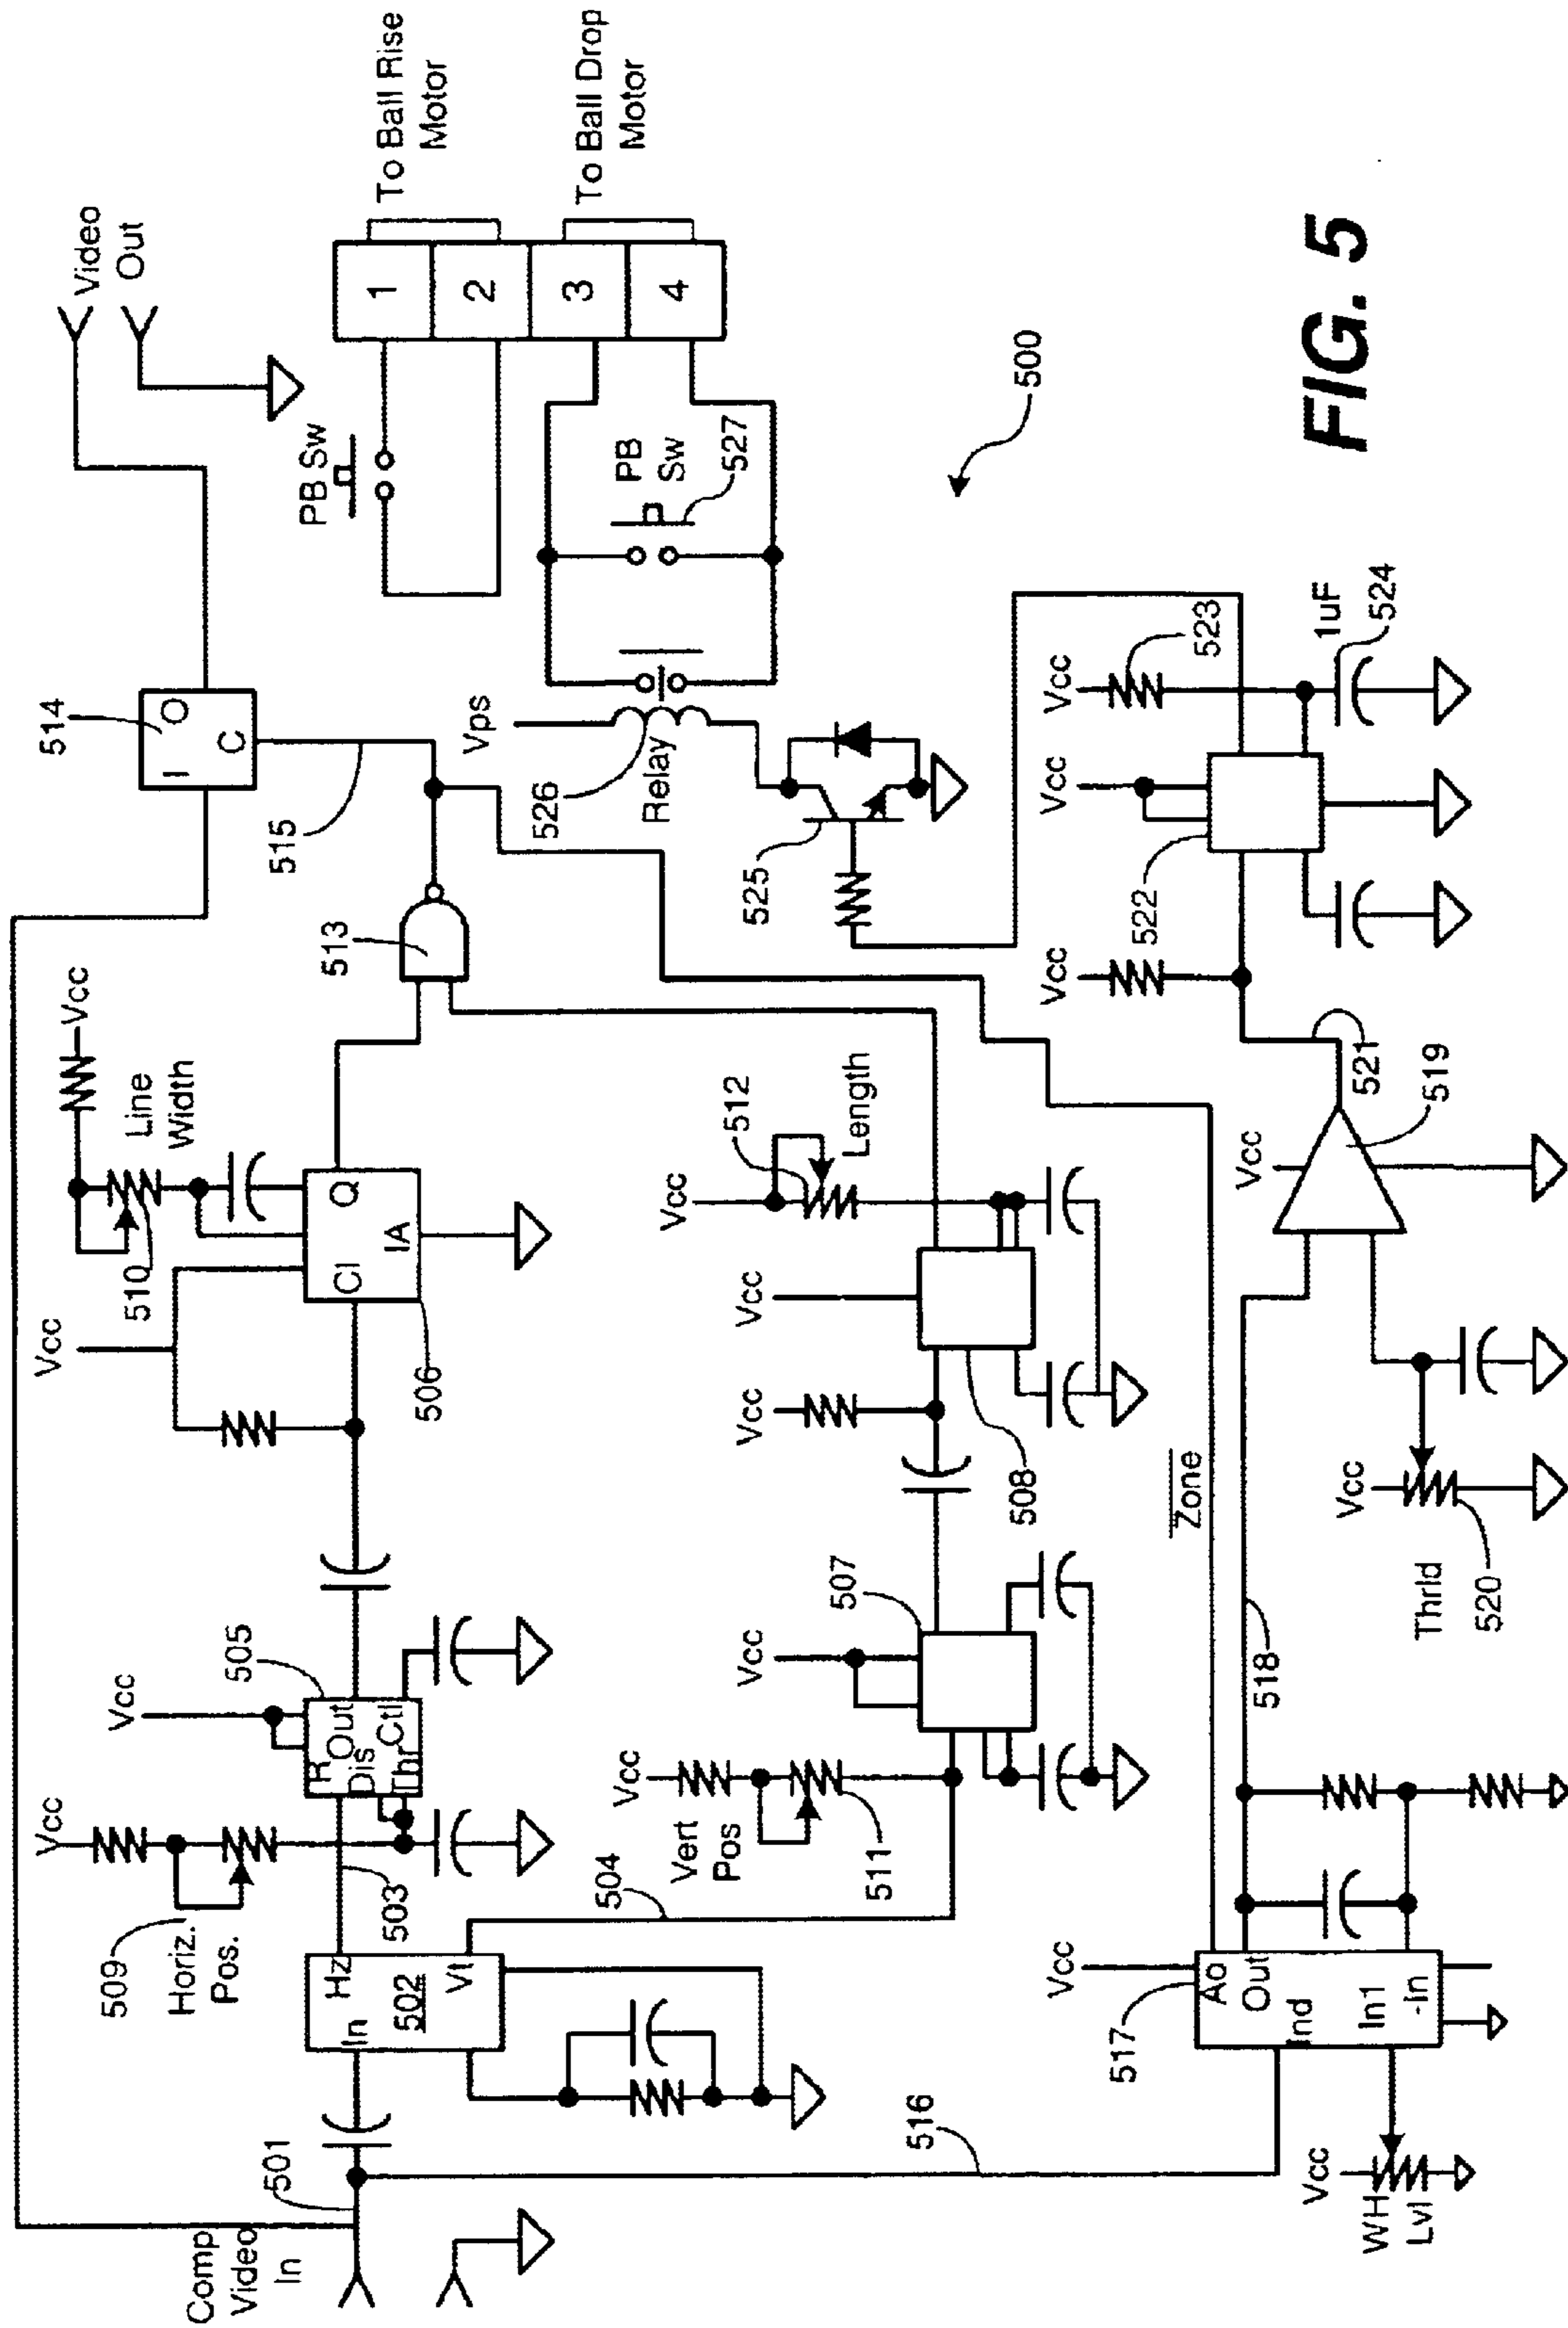 Comp
Video
In
501
502
In
Hz
Vt
503
504
509
Horiz.
Pos.
Vcc
Vcc
505
R
Out
Dis
Ctl
Thr
Vcc
510
Line
Width
Vcc
Cl
Q
IA
506
513
514
I
O
C
515
Video
Out
PB Sw
1
2
3
4
To Ball Rise
Motor
To Ball Drop
Motor
PB
Sw
527
Vps
526
Relay
525
500
Vcc
Vert
Pos
511
Vcc
507
Vcc
508
Vcc
512
Length
Zone
516
517
Vcc
Ao
Out
Ind
In1
-In
Vcc
WH
Lvl
518
Thrld
520
Vcc
Vcc
519
521
Vcc
522
Vcc
Vcc
523
1uF
524
FIG. 5